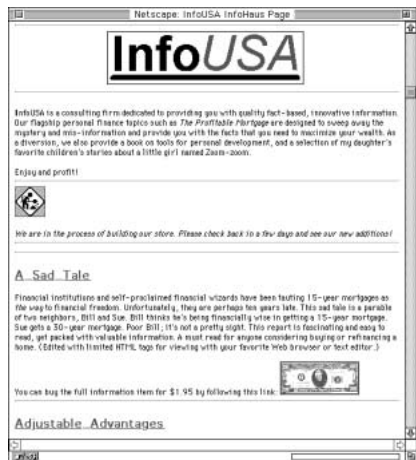 Netscape: InfoUSA InfoHaus Page
InfoUSA
InfoUSA is a consulting firm dedicated to providing you with quality fact-based, innovative information.
Our flagship personal finance topics such as The Profitable Mortgage are designed to sweep away the
mystery and mis-information and provide you with the facts that you need to maximize your wealth. As
a diversion, we also provide a book on tools for personal development, and a selection of my daughter's
favorite children's stories about a little girl named Zoom-zoom.
Enjoy and profit!
We are in the process of building our store. Please check back in a few days and see our new additions!
A Sad Tale
Financial institutions and self-proclaimed financial wizards have been touting 15-year mortgages as
the way to financial freedom. Unfortunately, they are perhaps ten years late. This sad tale is a parable
of two neighbors, Bill and Sue. Bill thinks he's being financially wise in getting a 15-year mortgage.
Sue gets a 30-year mortgage. Poor Bill; it's not a pretty sight. This report is fascinating and easy to
read, yet packed with valuable information. A must read for anyone considering buying or refinancing a
home. (Edited with limited HTML tags for viewing with your favorite Web browser or text editor.)
You can buy the full information item for $1.95 by following this link:
Adjustable Advantages